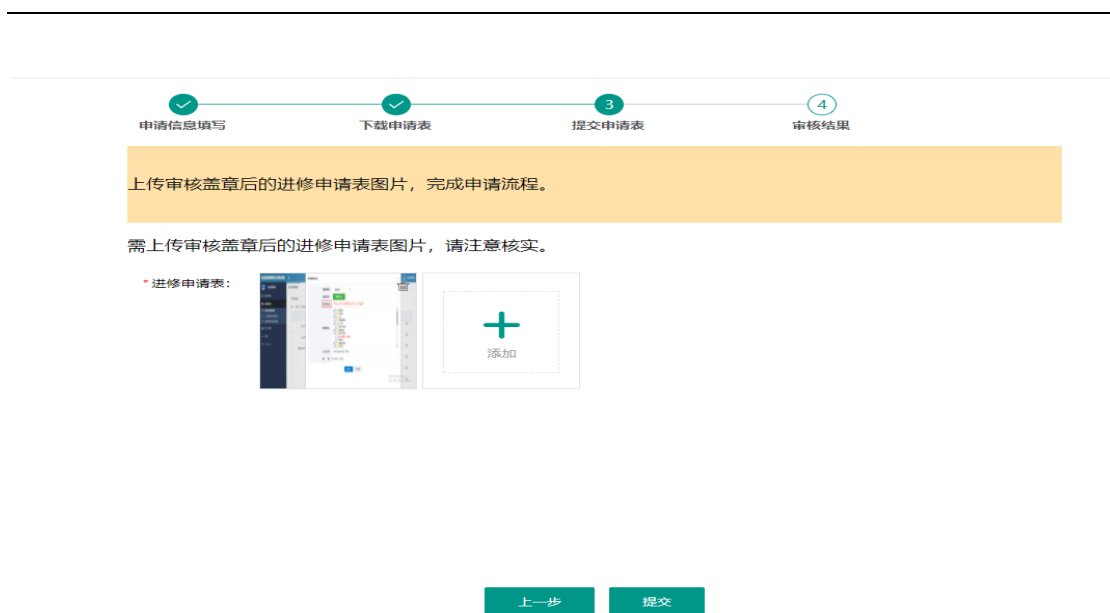 3
4
申请信息填写
下载申请表
提交申请表
审核结果
上传审核盖章后的进修申请表图片，完成申请流程。
需上传审核盖章后的进修申请表图片，请注意核实。
*进修申请表：
添加
上一步
提交